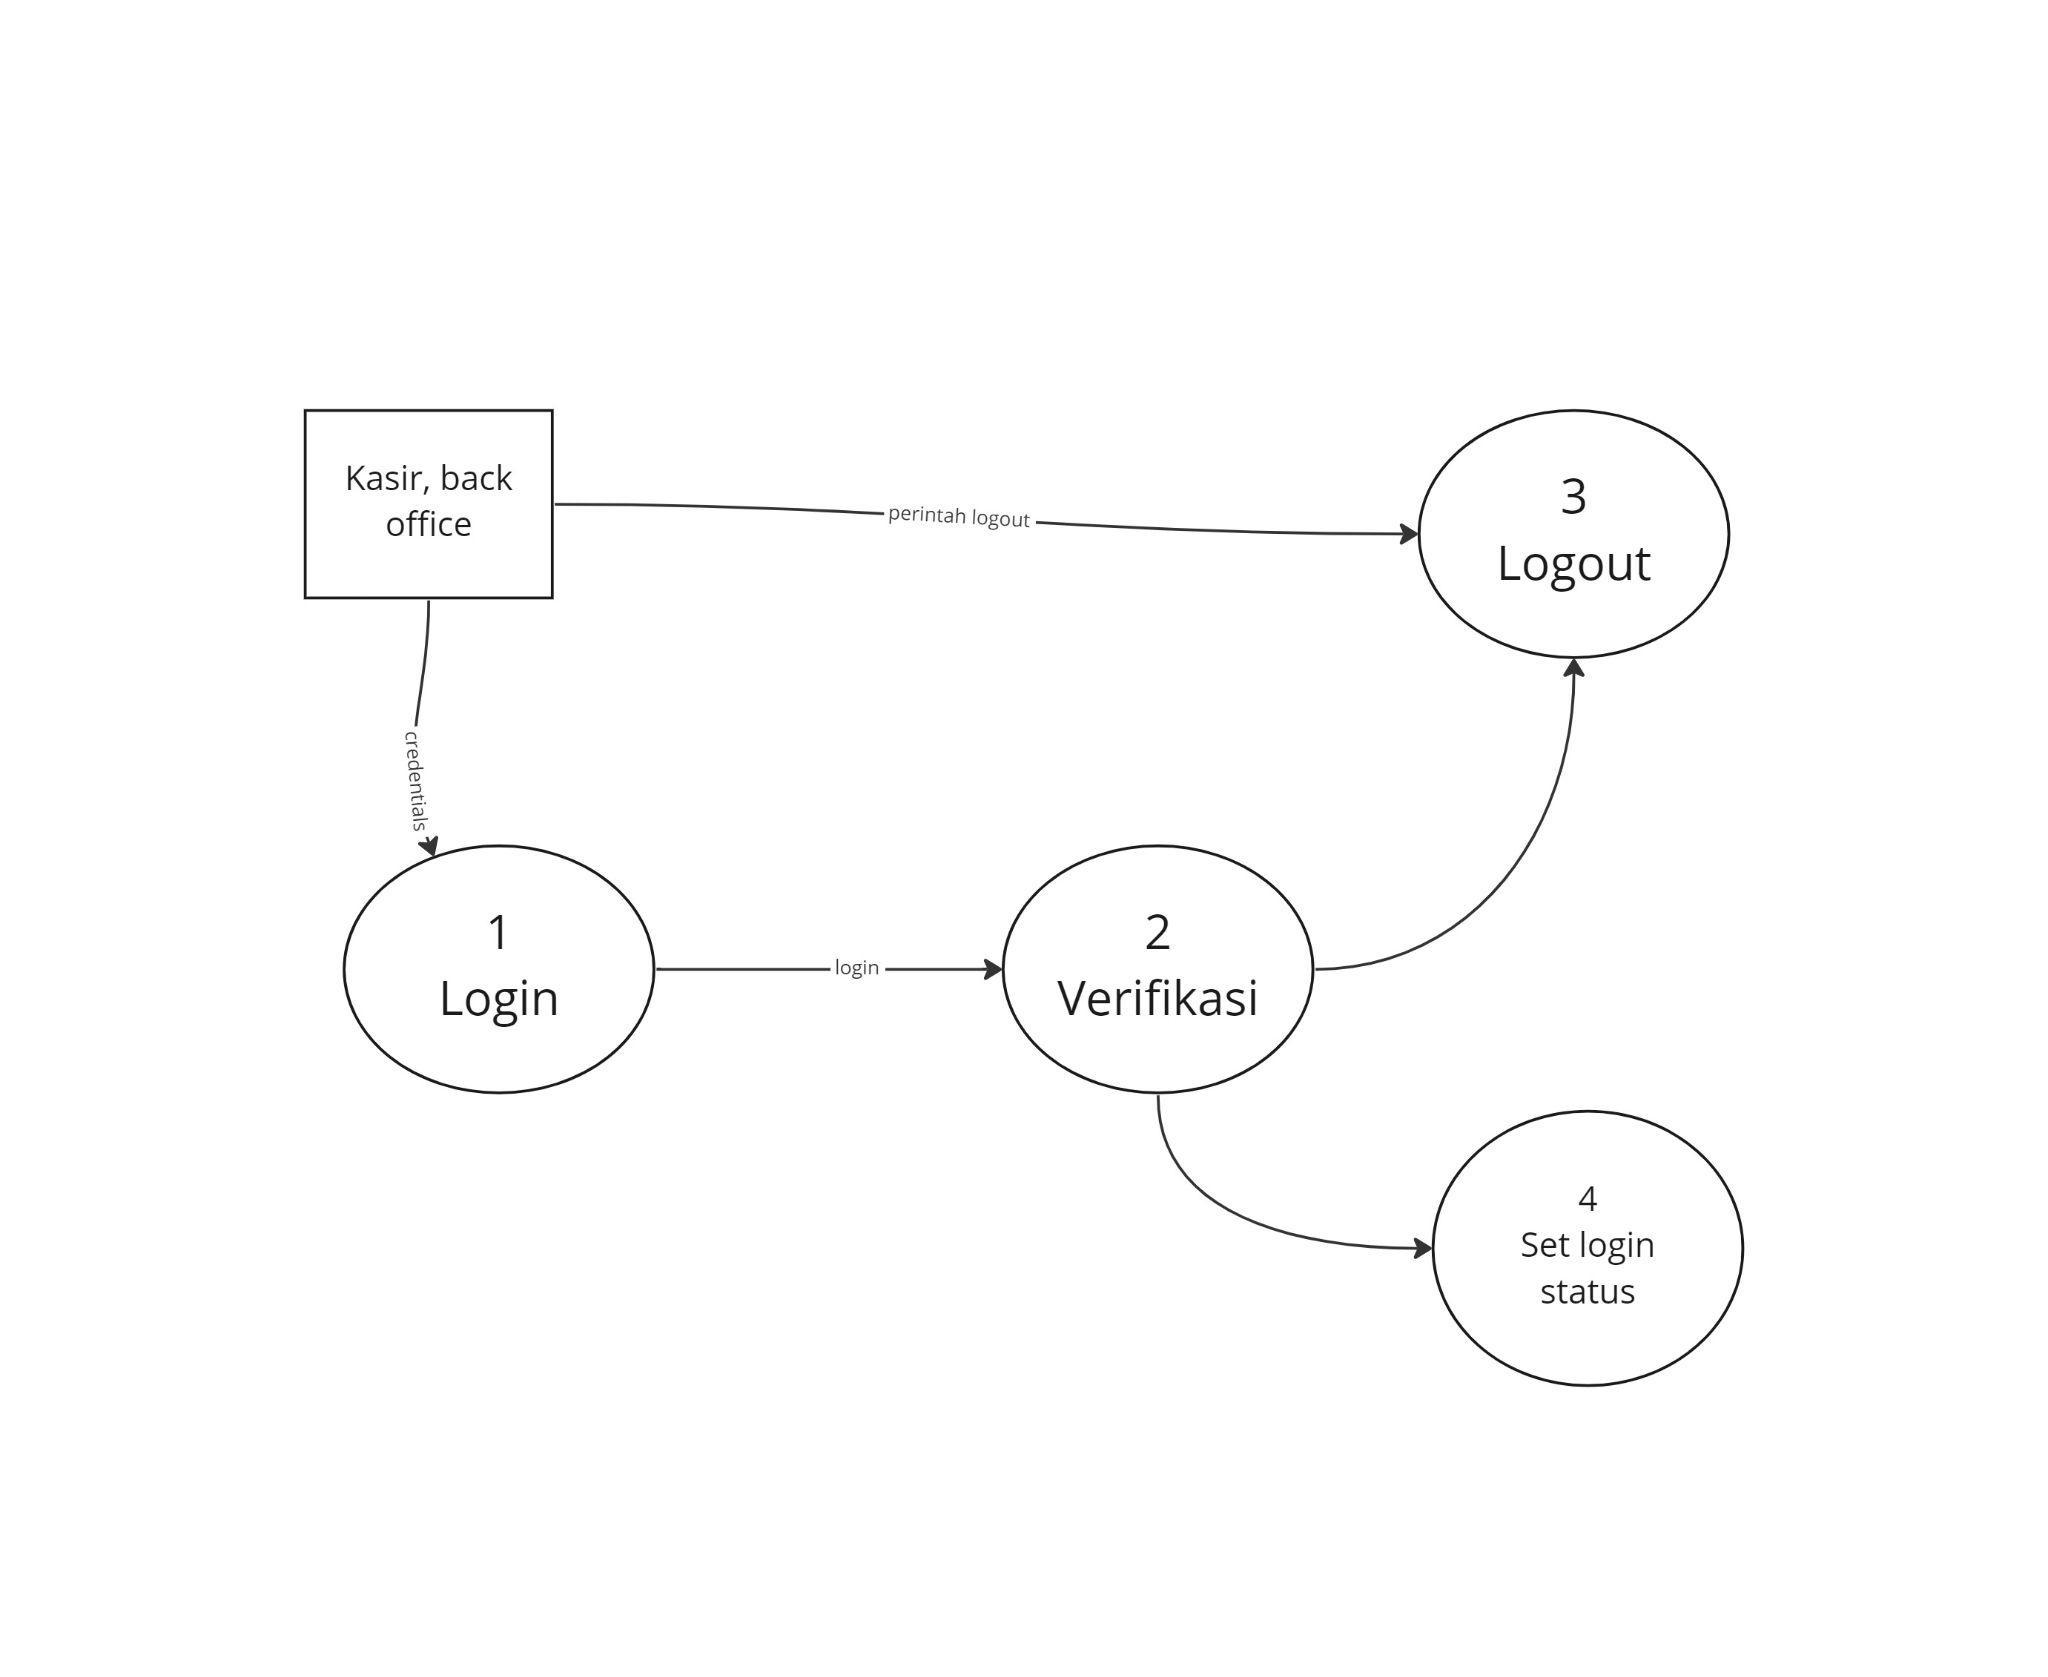 Kasir, back
office
perintah logout
3
Logout
credentials
1
Login
login
2
Verifikasi
4
Set login
status